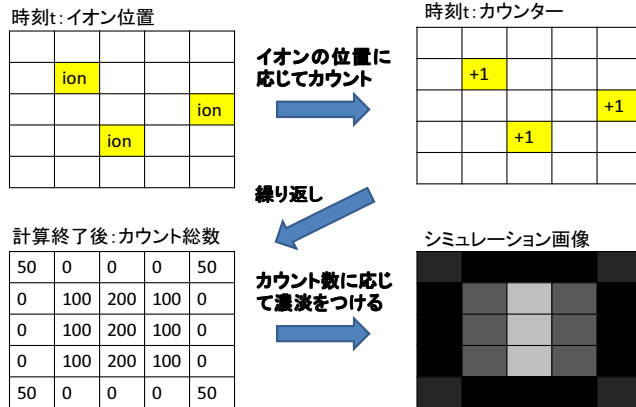 時刻t:イオン位置
ion
ion
ion
イオンの位置に
応じてカウント
時刻t:カウンター
+1
+1
+1
繰り返し
計算終了後:カウント総数
50 0 0 0 50
0 100 200 100 0
0 100 200 100 0
0 100 200 100 0
50 0 0 0 50
カウント数に応じ
て濃淡をつける
シミュレーション画像